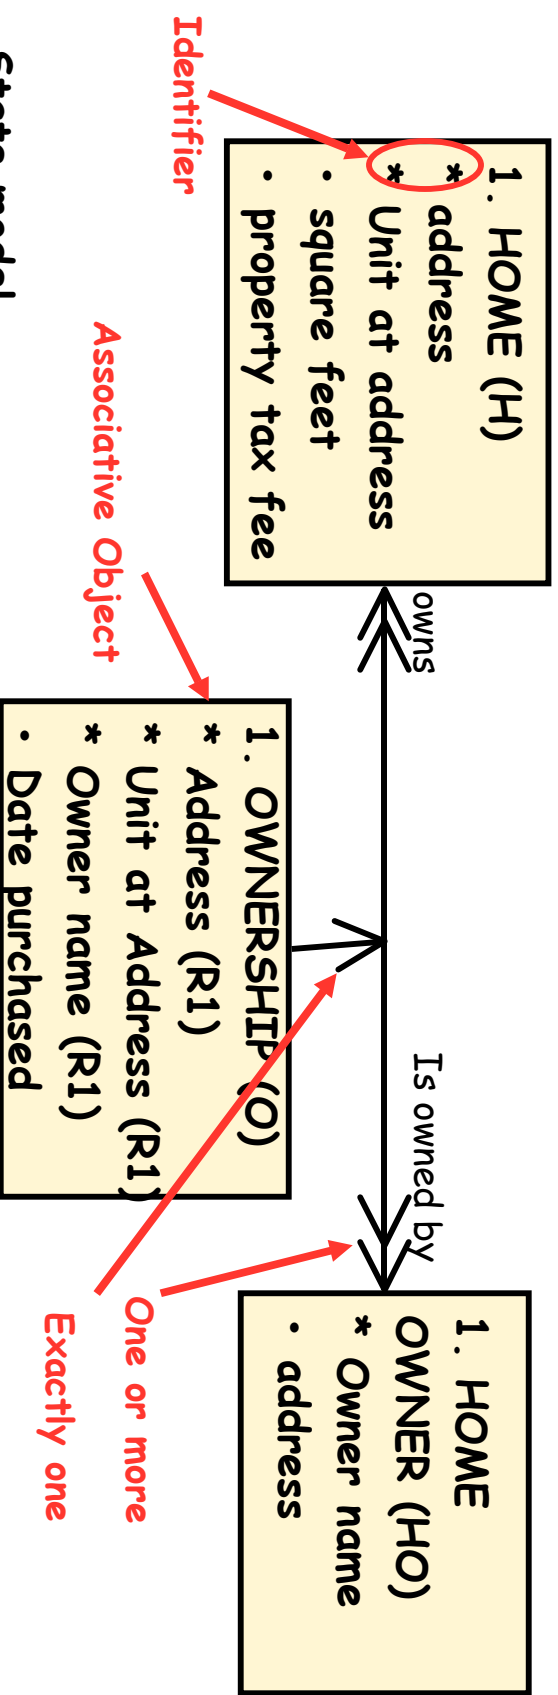 1. HOME (H)
* address
* Unit at address
• square feet
• property tax fee
Identifier
owns
Is owned by
1. HOME
OWNER (HO)
* Owner name
• address
1. OWNERSHIP (O)
* Address (R1)
* Unit at Address (R1)
* Owner name (R1)
• Date purchased
Associative Object
One or more
Exactly one
State model